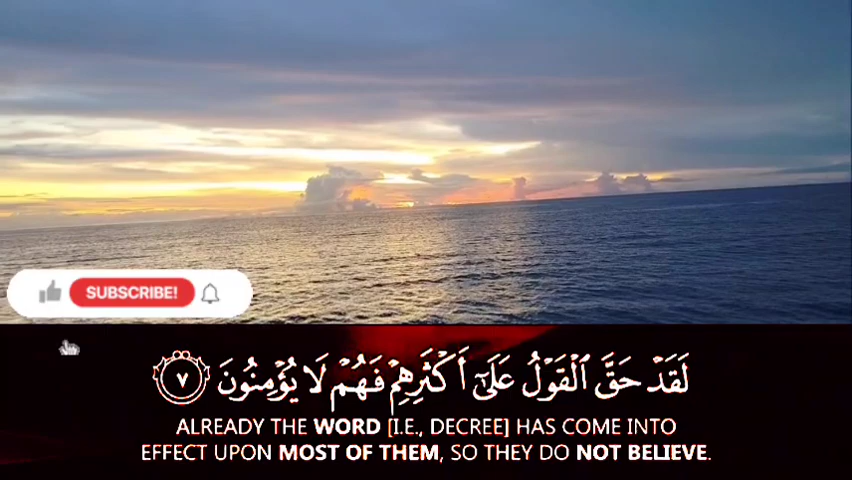 SUBSCRIBE!
لَقَدْ حَقَّ ٱلْقَوْلُ عَلَىٰٓ أَكْثَرِهِمْ فَهُمْ لَا يُؤْمِنُونَ ٧
ALREADY THE WORD [I.E., DECREE] HAS COME INTO
EFFECT UPON MOST OF THEM, SO THEY DO NOT BELIEVE.